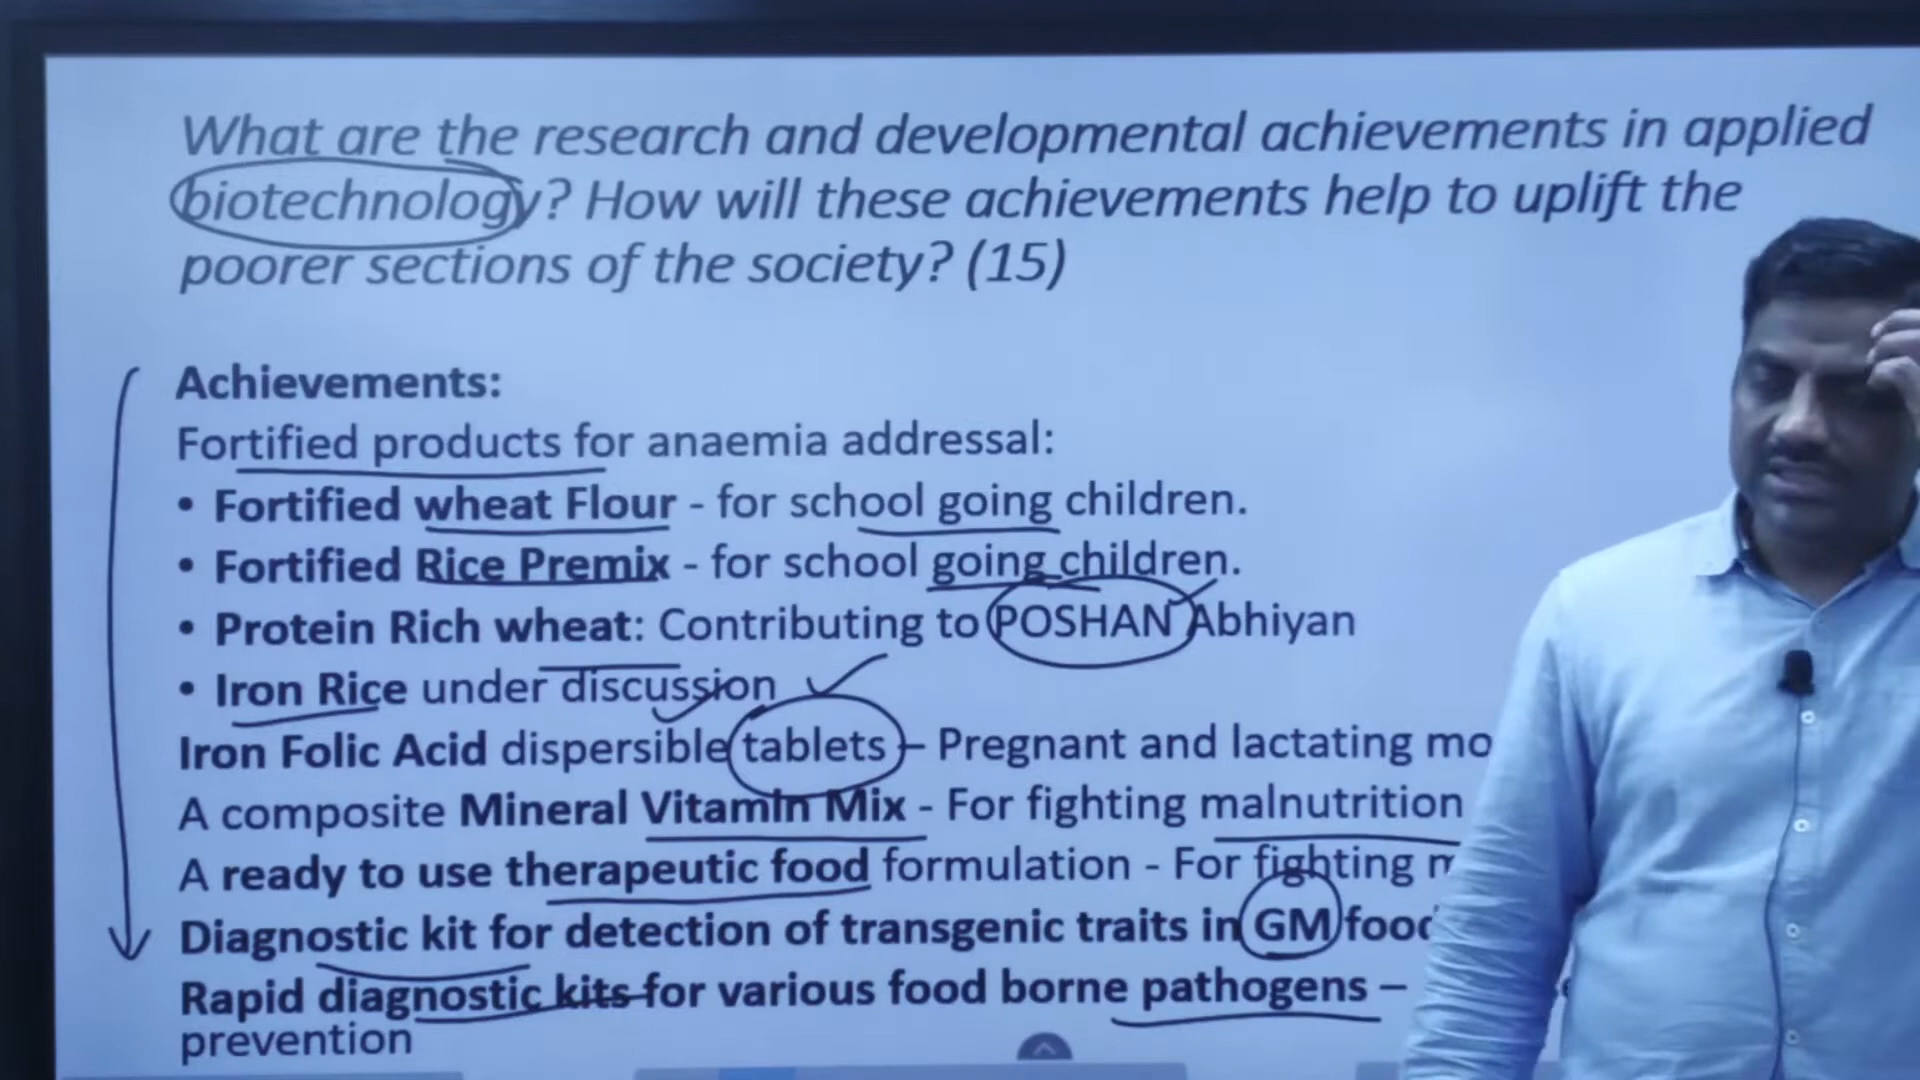 What are the research and developmental achievements in applied
biotechnology? How will these achievements help to uplift the
poorer sections of the society? (15)
Achievements:
Fortified products for anaemia addressal:
• Fortified wheat Flour - for school going children.
• Fortified Rice Premix - for school going children.
• Protein Rich wheat: Contributing to POSHAN Abhiyan
• Iron Rice under discussion
Iron Folic Acid dispersible tablets – Pregnant and lactating mo
A composite Mineral Vitamin Mix - For fighting malnutrition
A ready to use therapeutic food formulation - For fighting
Diagnostic kit for detection of transgenic traits in GM food
Rapid diagnostic kits for various food borne pathogens –
prevention